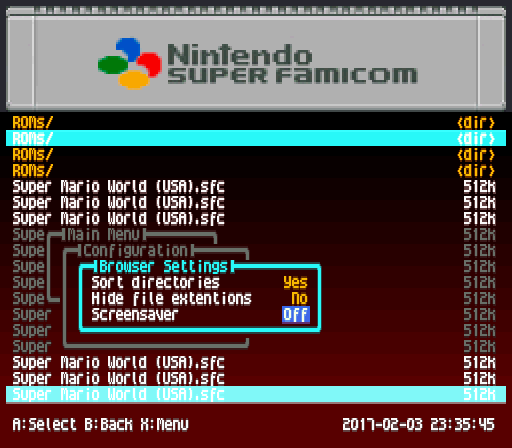 Nintendo
SUPER FAMICOM
ROMs/ <dir>
ROMs/ <dir>
ROMs/ <dir>
ROMs/ <dir>
Super Mario World (USA).sfc 512k
Super Mario World (USA).sfc 512k
Super Mario World (USA).sfc 512k
Supe Main Menu 512k
Supe Configuration 512k
Supe Browser Settings 512k
Supe Sort directories Yes 512k
Supe Hide file extentions No 512k
Super Screensaver Off 512k
Super 512k
Super 512k
Super Mario World (USA).sfc 512k
Super Mario World (USA).sfc 512k
Super Mario World (USA).sfc 512k
A:Select B:Back X:Menu 2017-02-03 23:35:45